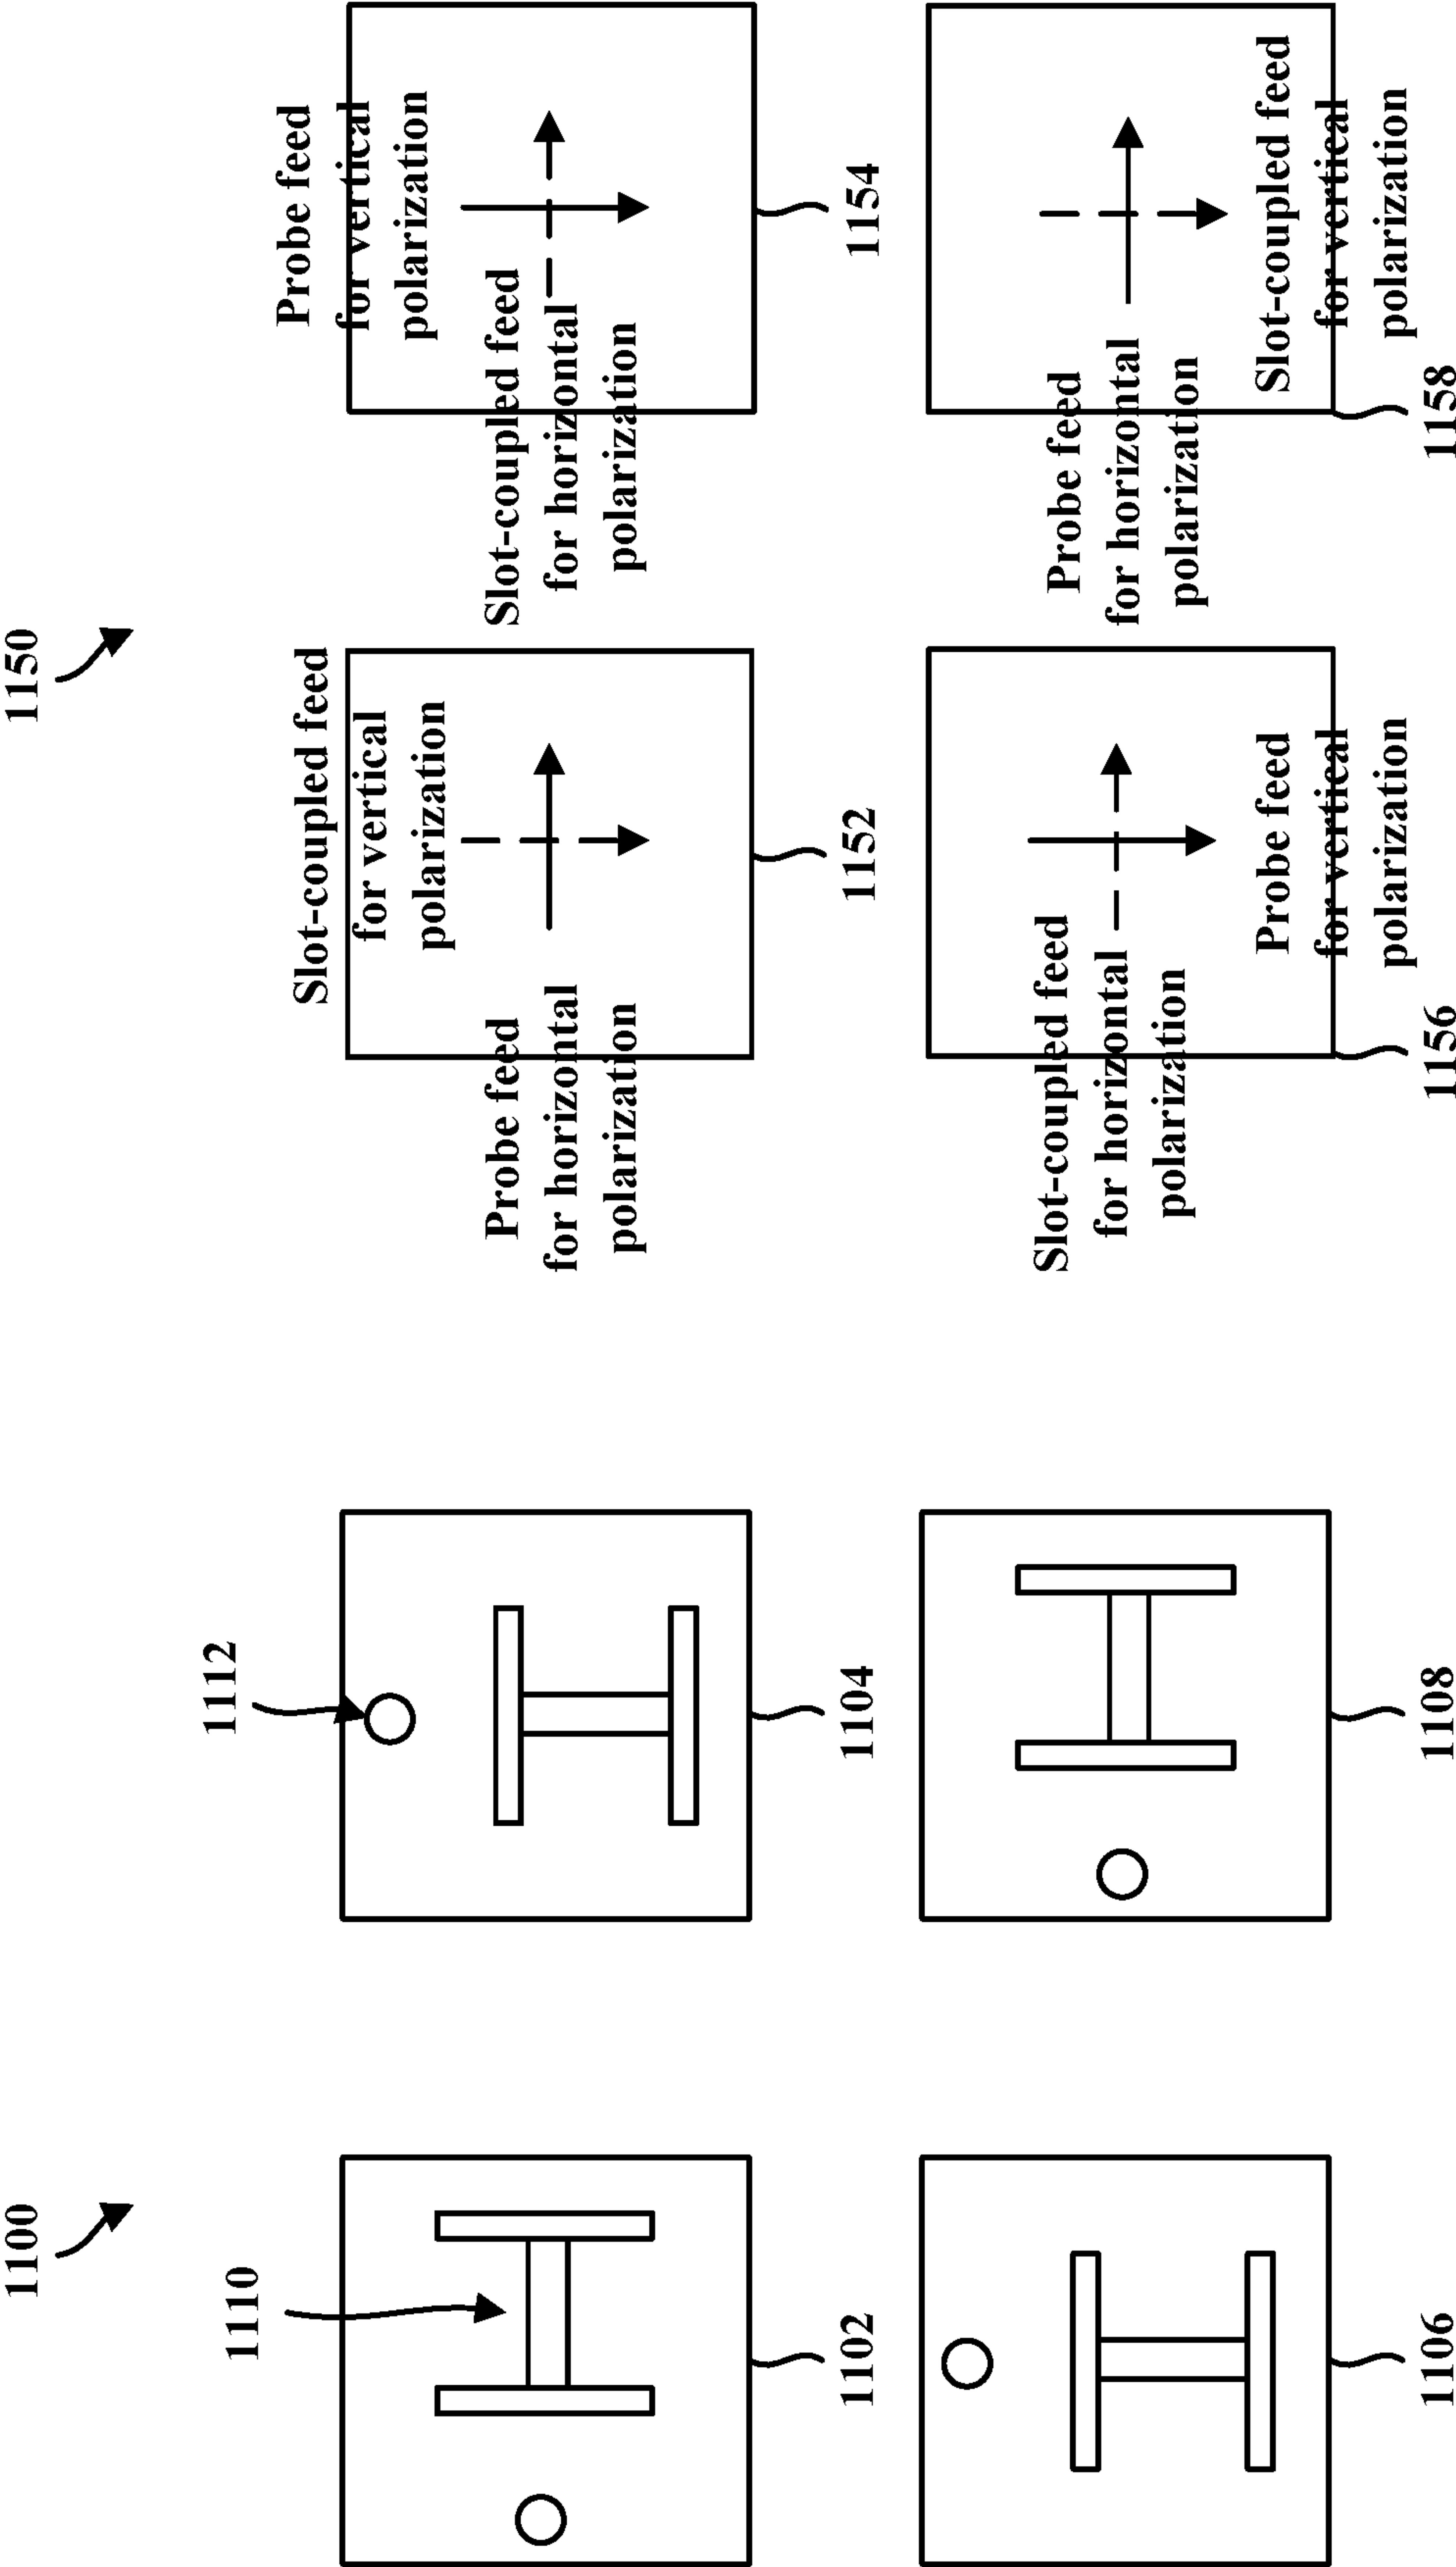 1100
1110
1112
1102
1104
1106
1108
1150
Slot-coupled feed
for vertical
polarization
Probe feed
for horizontal
polarization
1152
Probe feed
for vertical
polarization
Slot-coupled feed
for horizontal
polarization
1154
Slot-coupled feed
for horizontal
polarization
Probe feed
for vertical
polarization
1156
Probe feed
for horizontal
polarization
Slot-coupled feed
for vertical
polarization
1158